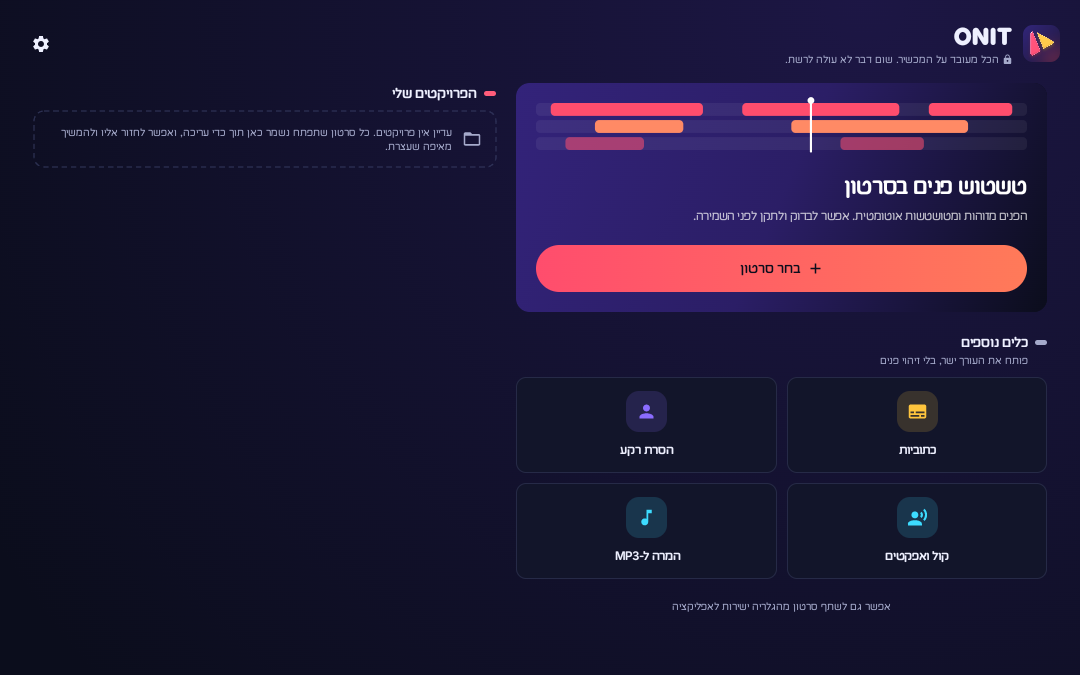 ONIT
הכל מעובד על המכשיר. שום דבר לא עולה לרשת.
טשטוש פנים בסרטון
הפנים מזוהות ומטושטשות אוטומטית. אפשר לבדוק ולתקן לפני השמירה.
בחר סרטון
כלים נוספים
פותח את העורך ישר, בלי זיהוי פנים
כתוביות
הסרת רקע
קול ואפקטים
המרה ל-MP3
אפשר גם לשתף סרטון מהגלריה ישירות לאפליקציה
הפרויקטים שלי
עדיין אין פרויקטים. כל סרטון שתפתח נשמר כאן תוך כדי עריכה, ואפשר לחזור אליו ולהמשיך
מאיפה שעצרת.